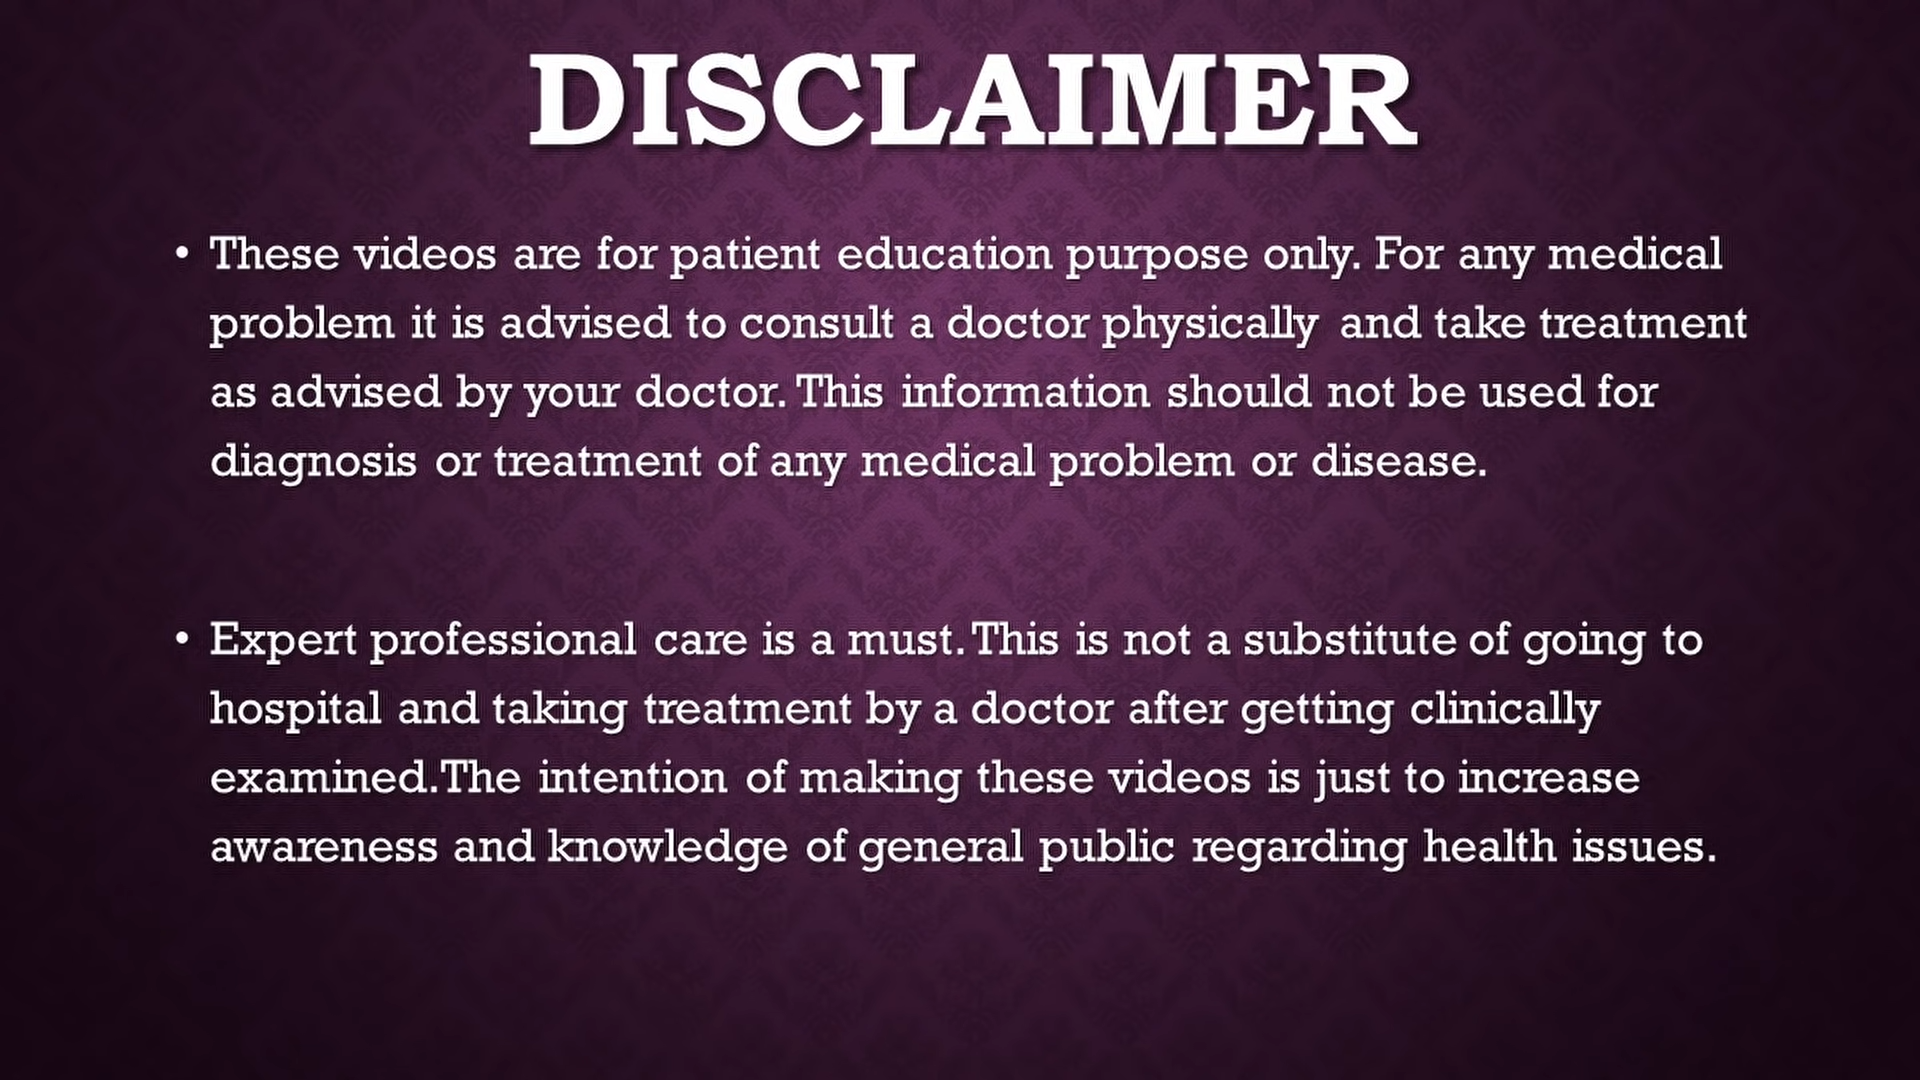 DISCLAIMER
• These videos are for patient education purpose only. For any medical
problem it is advised to consult a doctor physically and take treatment
as advised by your doctor. This information should not be used for
diagnosis or treatment of any medical problem or disease.
• Expert professional care is a must. This is not a substitute of going to
hospital and taking treatment by a doctor after getting clinically
examined.The intention of making these videos is just to increase
awareness and knowledge of general public regarding health issues.